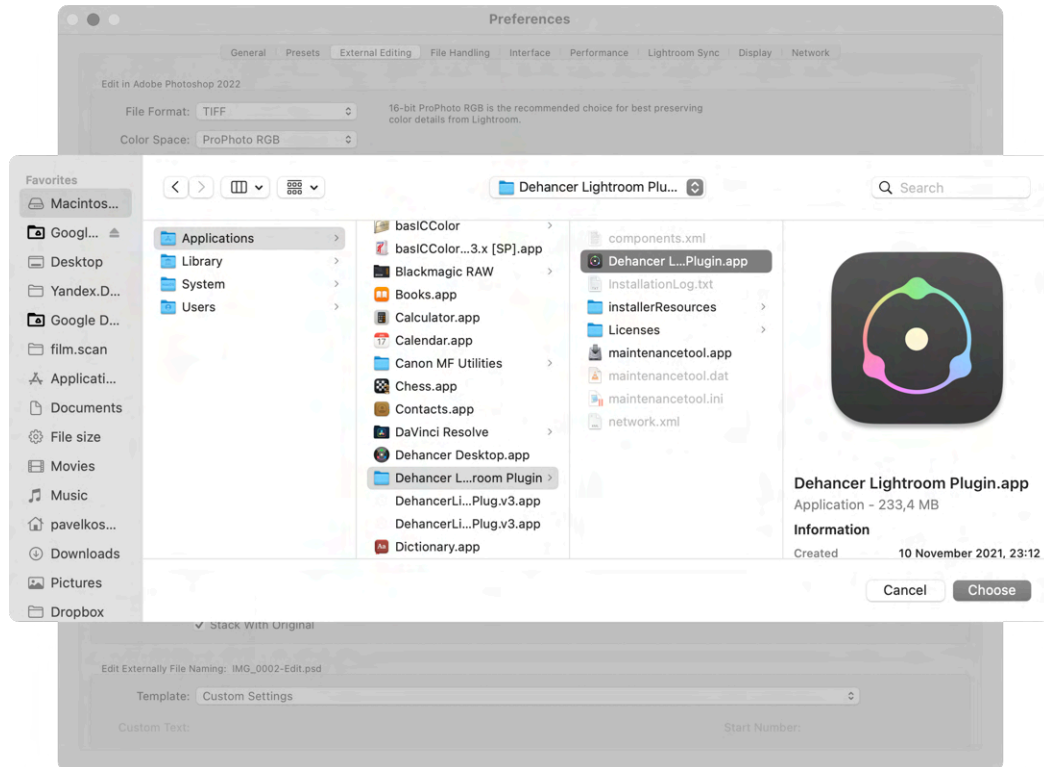 Preferences
General Presets External Editing File Handling Interface Performance Lightroom Sync Display Network
Edit in Adobe Photoshop 2022
File Format: TIFF
16-bit ProPhoto RGB is the recommended choice for best preserving
color details from Lightroom.
Color Space: ProPhoto RGB
Favorites
Macintos...
Googl...
Desktop
Yandex.D...
Google D...
film.scan
Applicati...
Documents
File size
Movies
Music
pavelkos...
Downloads
Pictures
Dropbox
Dehancer Lightroom Plu...
Search
Applications
Library
System
Users
basICColor
basICColor...3.x [SP].app
Blackmagic RAW
Books.app
Calculator.app
17
Calendar.app
Canon MF Utilities
Chess.app
Contacts.app
DaVinci Resolve
Dehancer Desktop.app
Dehancer L...room Plugin
DehancerLi...Plug.v3.app
DehancerLi...Plug.v3.app
Aa
Dictionary.app
components.xml
Dehancer L...Plugin.app
InstallationLog.txt
installerResources
Licenses
maintenancetool.app
maintenancetool.dat
maintenancetool.ini
network.xml
Dehancer Lightroom Plugin.app
Application - 233,4 MB
Information
Created 10 November 2021, 23:12
Cancel Choose
Stack With Original
Edit Externally File Naming: IMG_0002-Edit.psd
Template: Custom Settings
Custom Text: Start Number: